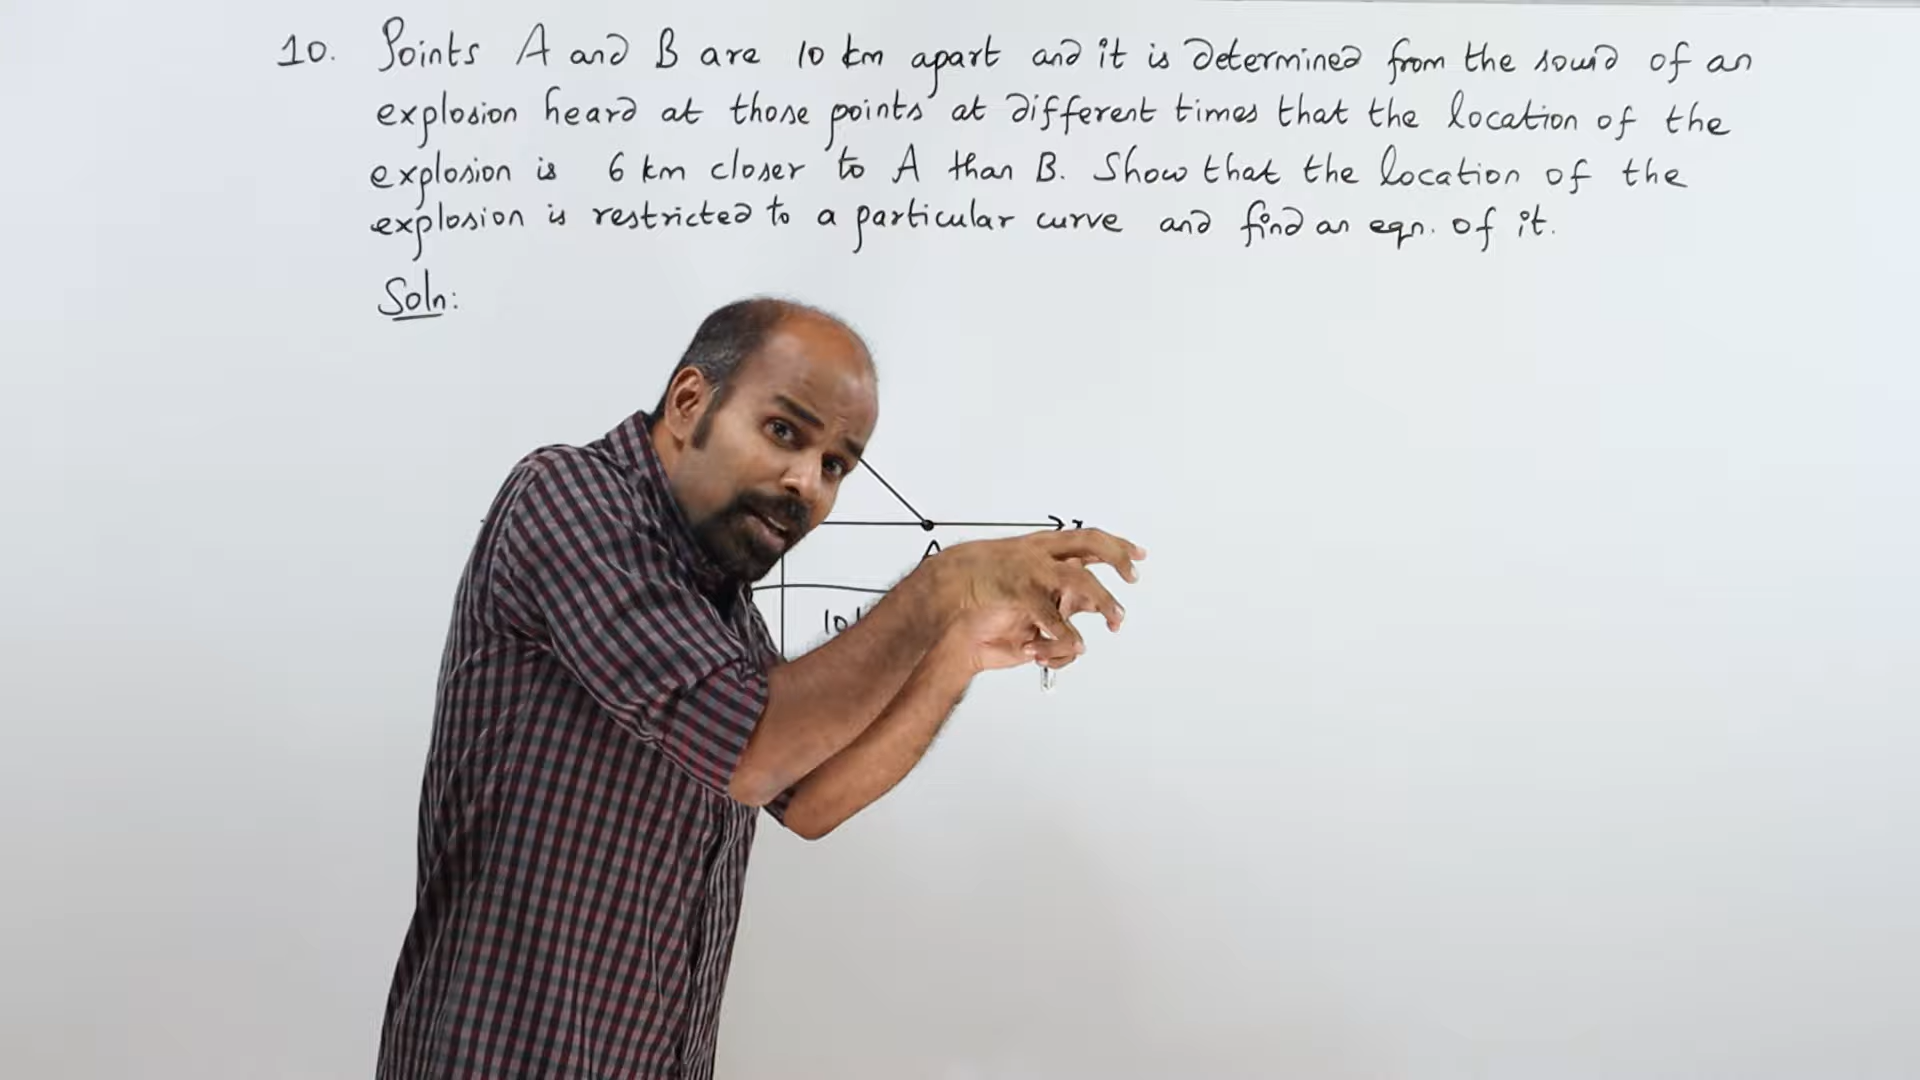 10. Points A and B are 10 km apart and it is determined from the sound of an
explosion heard at those points at different times that the location of the
explosion is 6 km closer to A than B. Show that the location of the
explosion is restricted to a particular curve and find an eqn. of it.
Soln:
x
A
10